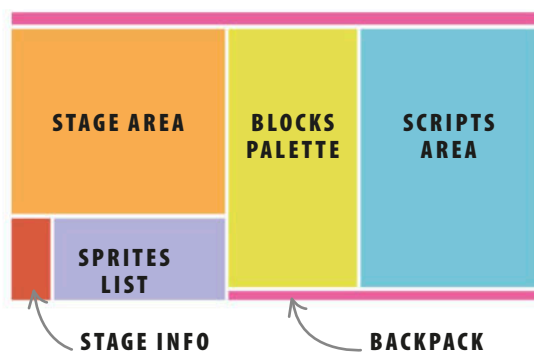 STAGE AREA
BLOCKS
PALETTE
SCRIPTS
AREA
SPRITES
LIST
STAGE INFO
BACKPACK